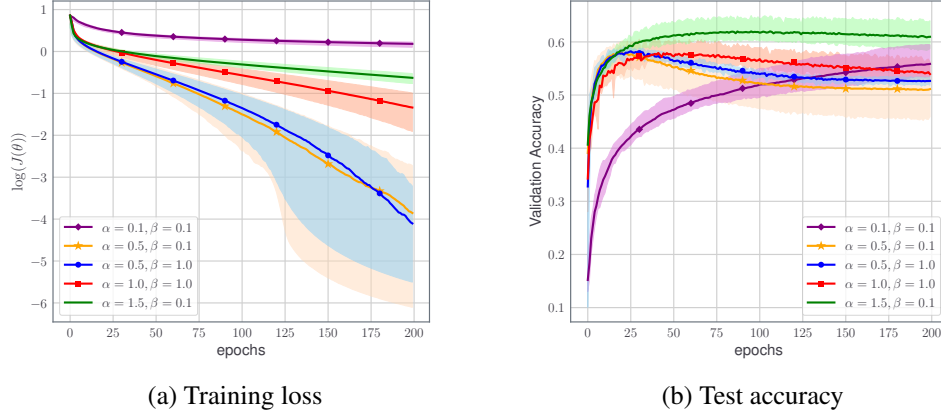 1
0
−1
−2
−3
−4
−5
−6
log(J(θ))
0
25
50
75
100
125
150
175
200
epochs
α = 0.1, β = 0.1
α = 0.5, β = 0.1
α = 0.5, β = 1.0
α = 1.0, β = 1.0
α = 1.5, β = 0.1
(a) Training loss
0.6
0.5
0.4
0.3
0.2
0.1
Validation Accuracy
0
25
50
75
100
125
150
175
200
epochs
α = 0.1, β = 0.1
α = 0.5, β = 0.1
α = 0.5, β = 1.0
α = 1.0, β = 1.0
α = 1.5, β = 0.1
(b) Test accuracy